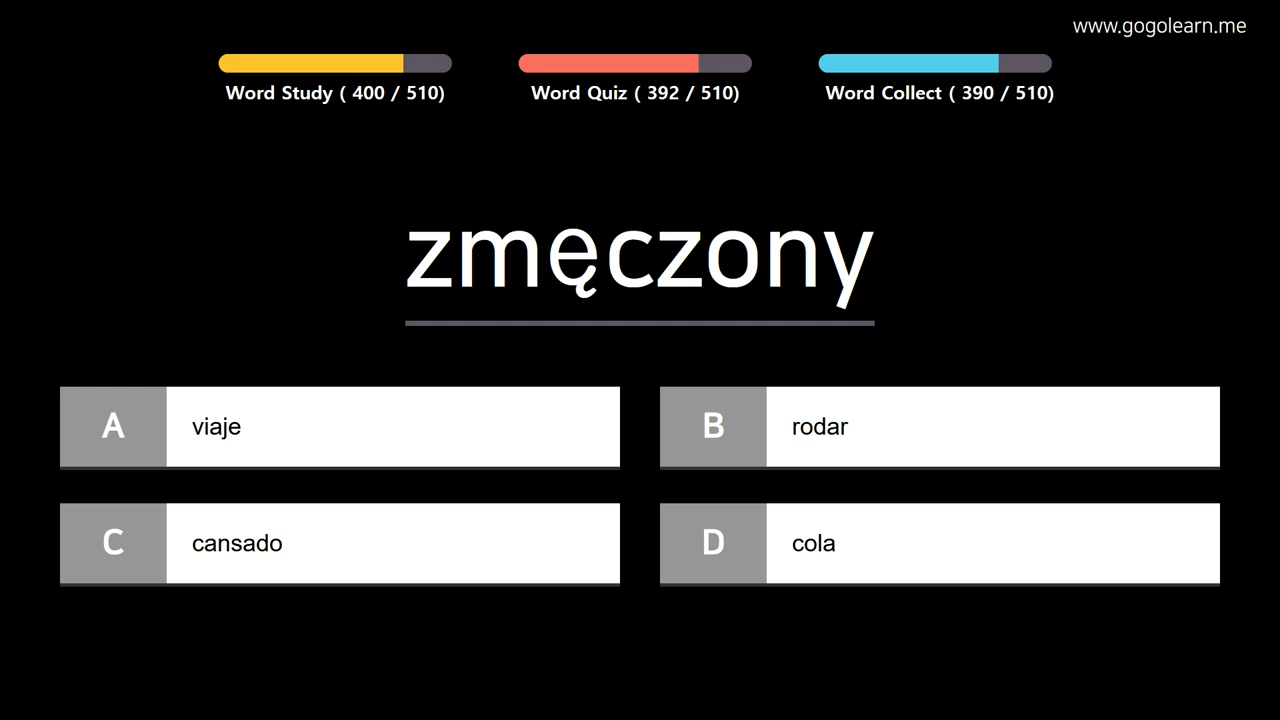 www.gogolearn.me
Word Study ( 400 / 510)
Word Quiz ( 392 / 510)
Word Collect ( 390 / 510)
zmęczony
A viaje
B rodar
C cansado
D cola